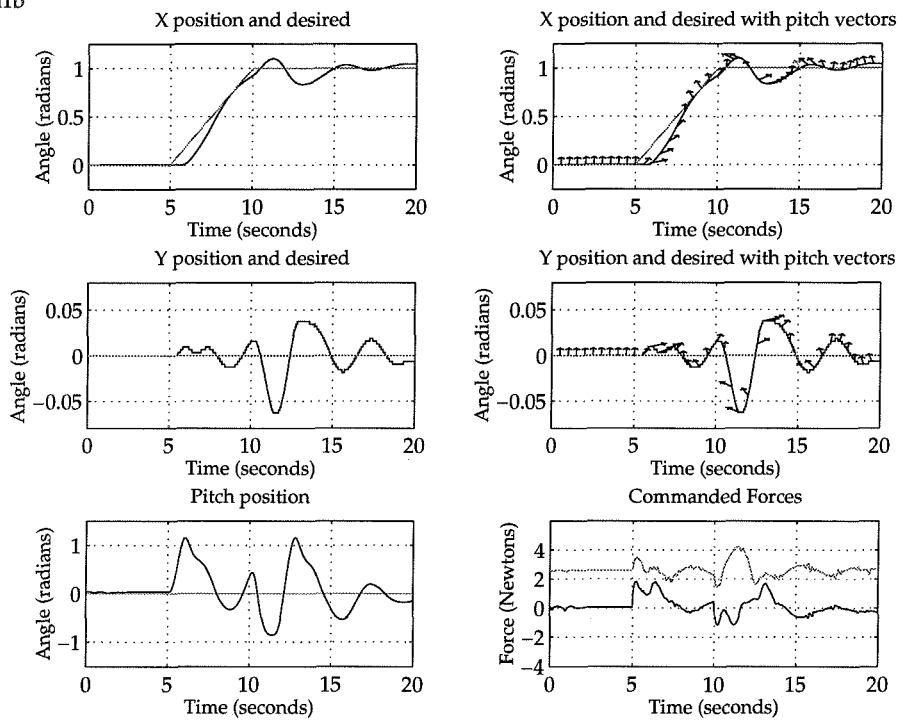 X position and desired
X position and desired with pitch vectors
Angle (radians)
1
0.5
0
0 5 10 15 20
Time (seconds)
Angle (radians)
1
0.5
0
0 5 10 15 20
Time (seconds)
Y position and desired
Y position and desired with pitch vectors
Angle (radians)
0.05
0
−0.05
0 5 10 15 20
Time (seconds)
Angle (radians)
0.05
0
−0.05
0 5 10 15 20
Time (seconds)
Pitch position
Commanded Forces
Angle (radians)
1
0
−1
0 5 10 15 20
Time (seconds)
Force (Newtons)
4
2
0
−2
−4
0 5 10 15 20
Time (seconds)